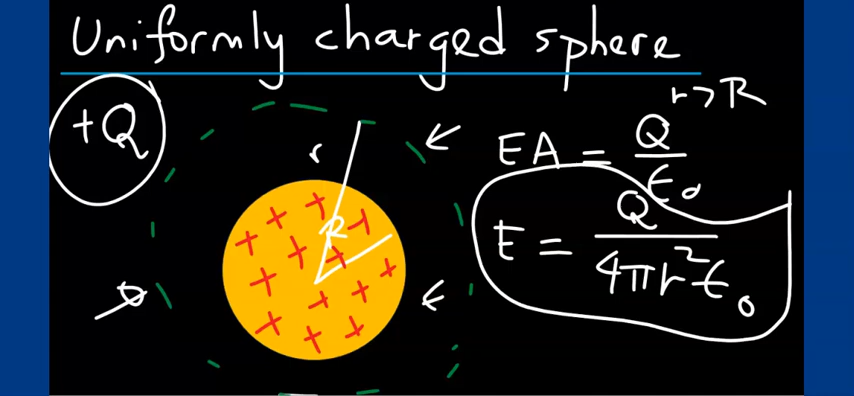 Uniformly charged sphere
+Q
r > R
EA = Q/ϵ₀
E = Q/4πr²ϵ₀
r
R